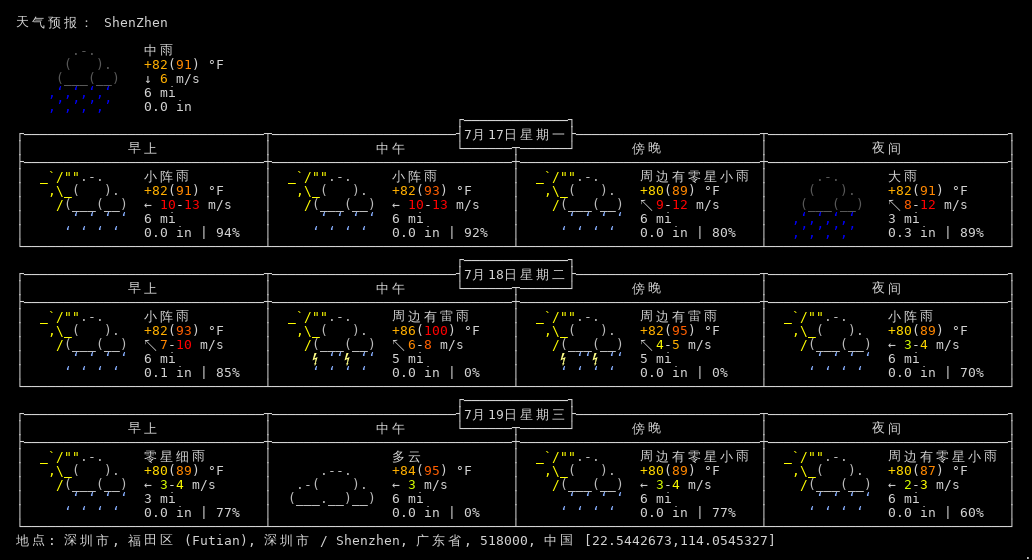 天气预报： ShenZhen
中雨
+82(91) °F
↓ 6 m/s
6 mi
0.0 in
7月17日星期一
早上 中午 傍晚 夜间
小阵雨 小阵雨 周边有零星小雨 大雨
+82(91) °F +82(93) °F +80(89) °F +82(91) °F
← 10-13 m/s ← 10-13 m/s ↖ 9-12 m/s ↖ 8-12 m/s
6 mi 6 mi 6 mi 3 mi
0.0 in | 94% 0.0 in | 92% 0.0 in | 80% 0.3 in | 89%
7月18日星期二
早上 中午 傍晚 夜间
小阵雨 周边有雷雨 周边有雷雨 小阵雨
+82(93) °F +86(100) °F +82(95) °F +80(89) °F
↖ 7-10 m/s ↖ 6-8 m/s ↖ 4-5 m/s ← 3-4 m/s
6 mi 5 mi 5 mi 6 mi
0.1 in | 85% 0.0 in | 0% 0.0 in | 0% 0.0 in | 70%
7月19日星期三
早上 中午 傍晚 夜间
零星细雨 多云 周边有零星小雨 周边有零星小雨
+80(89) °F +84(95) °F +80(89) °F +80(87) °F
← 3-4 m/s ← 3 m/s ← 3-4 m/s ← 2-3 m/s
3 mi 6 mi 6 mi 6 mi
0.0 in | 77% 0.0 in | 0% 0.0 in | 77% 0.0 in | 60%
地点: 深圳市, 福田区 (Futian), 深圳市 / Shenzhen, 广东省, 518000, 中国 [22.5442673,114.0545327]